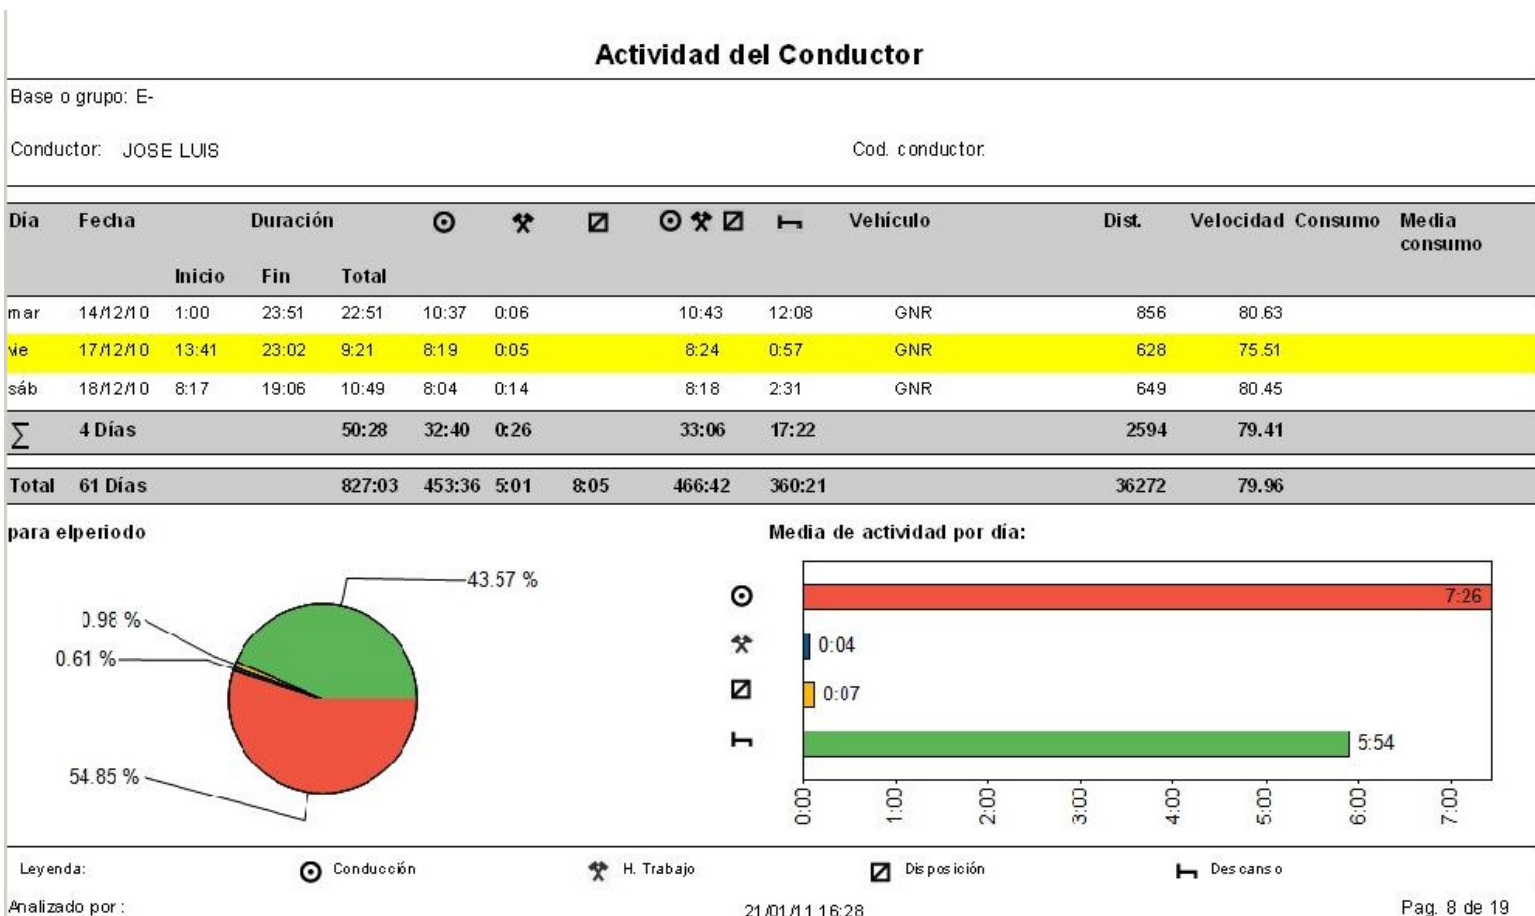 Actividad del Conductor
Base o grupo: E-
Conductor: JOSE LUIS Cod. conductor:
Día Fecha Duración Vehículo Dist. Velocidad Consumo Media consumo
Inicio Fin Total
mar 14/12/10 1:00 23:51 22:51 10:37 0:06 10:43 12:08 GNR 856 80.63
vie 17/12/10 13:41 23:02 9:21 8:19 0:05 8:24 0:57 GNR 628 75.51
sáb 18/12/10 8:17 19:06 10:49 8:04 0:14 8:18 2:31 GNR 649 80.45
∑ 4 Días 50:28 32:40 0:26 33:06 17:22 2594 79.41
Total 61 Días 827:03 453:36 5:01 8:05 466:42 360:21 36272 79.96
para elperiodo Media de actividad por día:
43.57 %
0.98 %
0.61 %
54.85 %
7:26
0:04
0:07
5:54
0:00 1:00 2:00 3:00 4:00 5:00 6:00 7:00
Leyenda: Conducción H. Trabajo Disposición Descanso
Analizado por : 21/01/11 16:28 Pag. 8 de 19